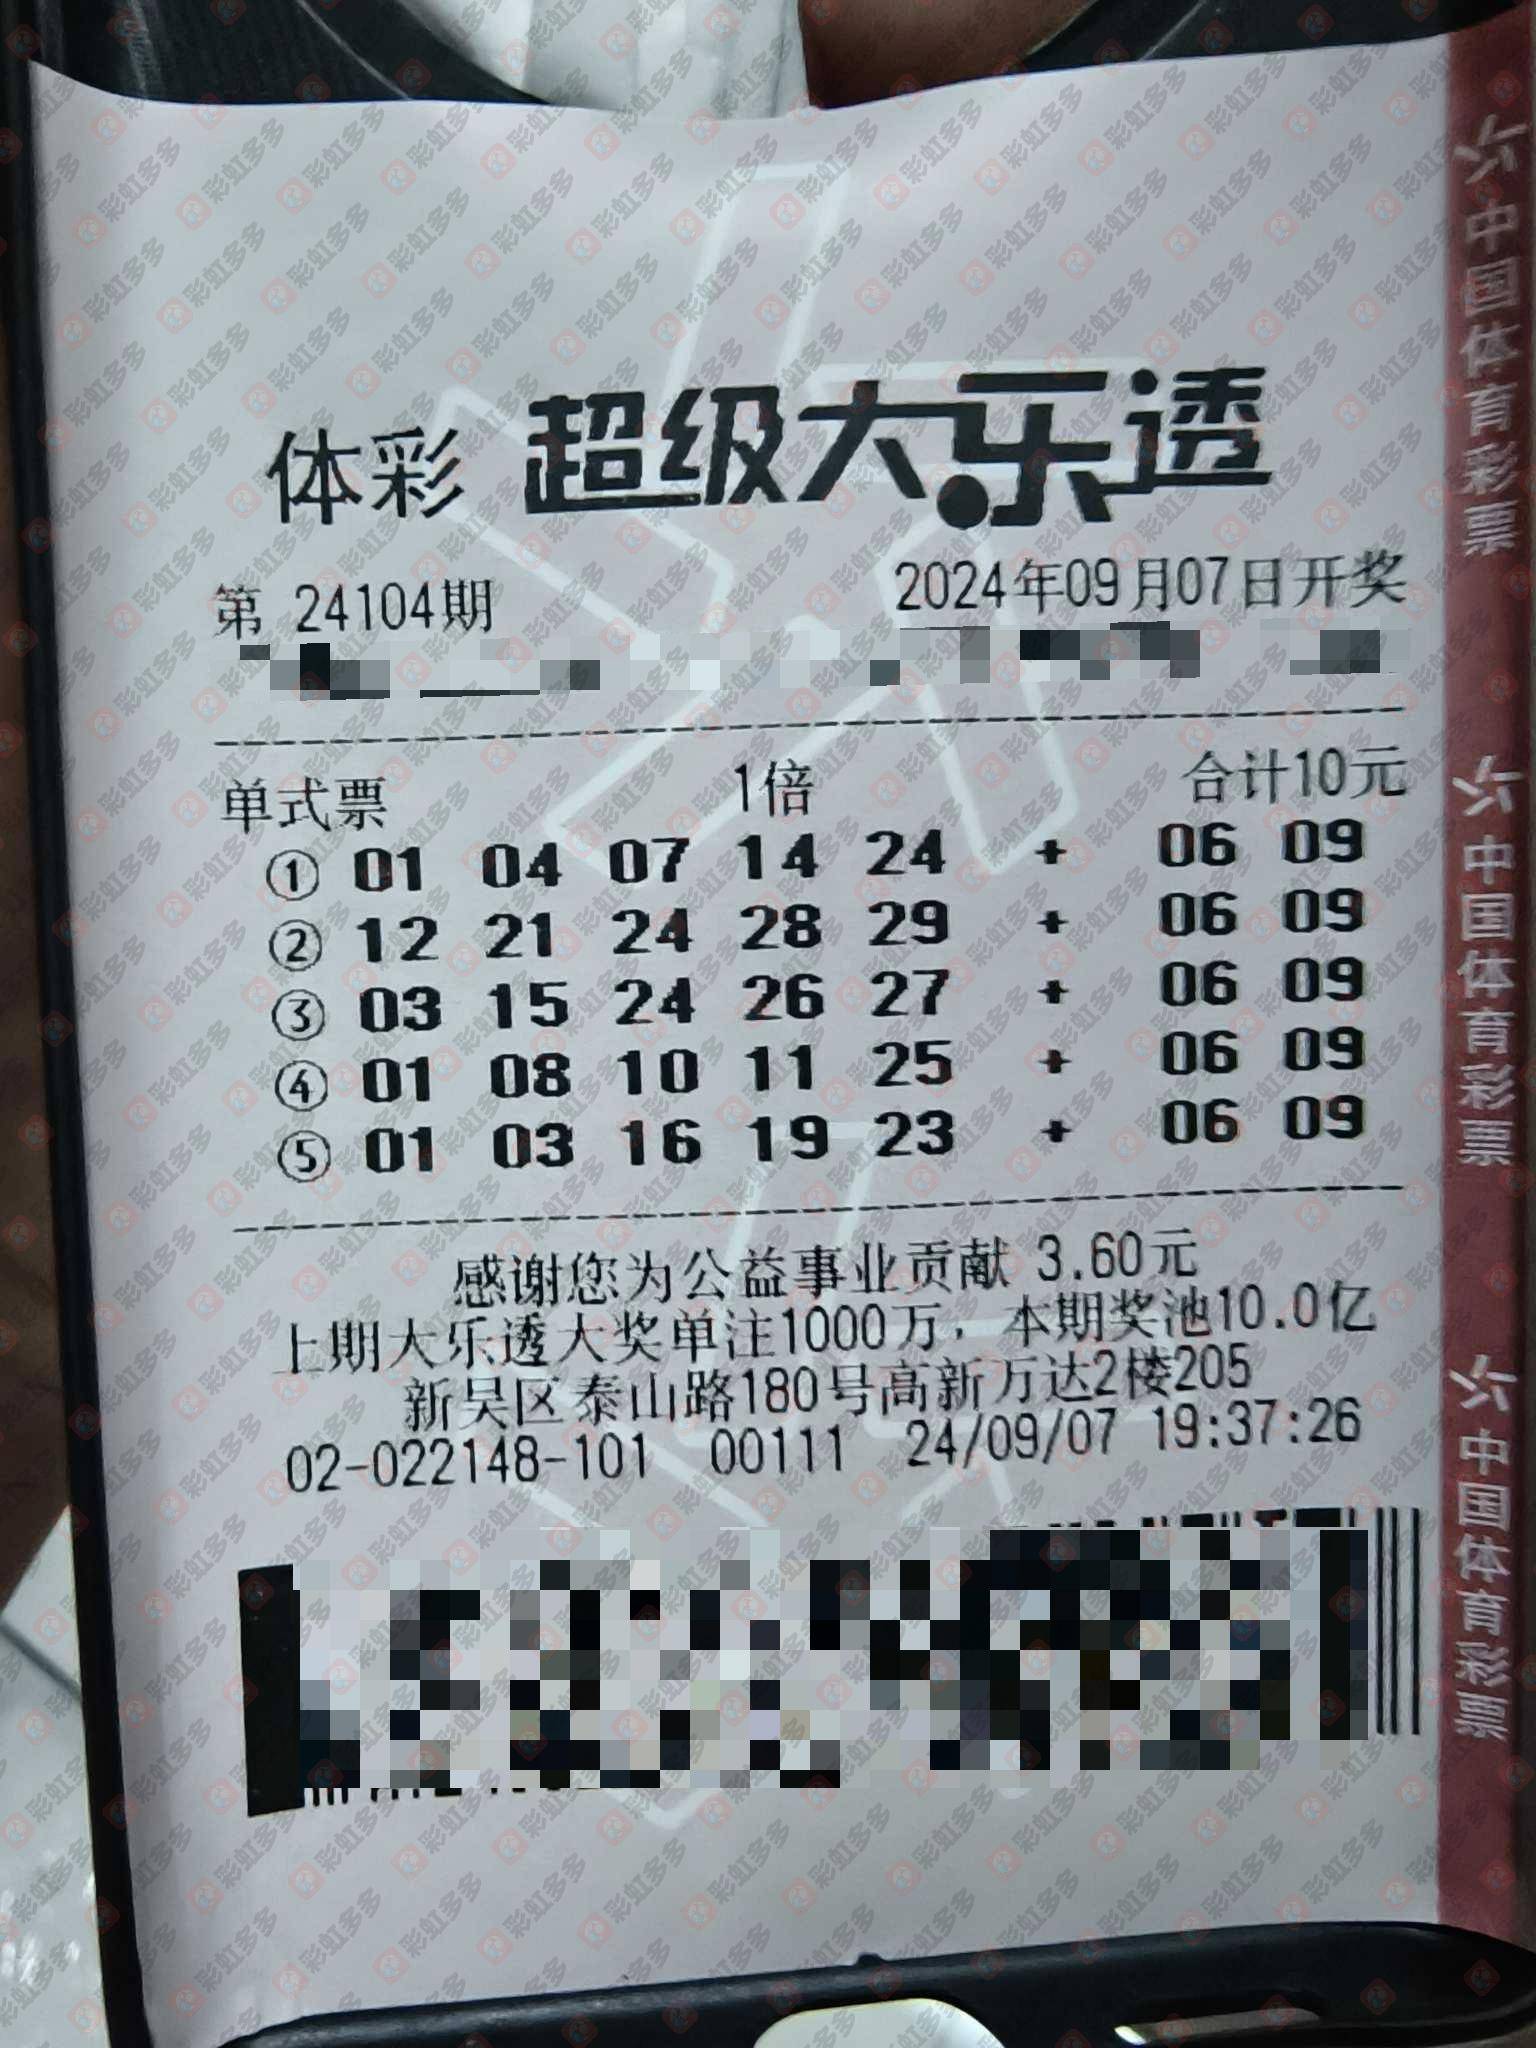 体彩 超级大乐透
第 24104期 2024年09月07日开奖
单式票 1倍 合计10元
① 01 04 07 14 24 + 06 09
② 12 21 24 28 29 + 06 09
③ 03 15 24 26 27 + 06 09
④ 01 08 10 11 25 + 06 09
⑤ 01 03 16 19 23 + 06 09
感谢您为公益事业贡献 3.60元
上期大乐透大奖单注1000万，本期奖池10.0亿
新吴区泰山路180号高新万达2楼205
02-022148-101 00111 24/09/07 19:37:26
中国体育彩票
中国体育彩票
中国体育彩票
彩虹多多